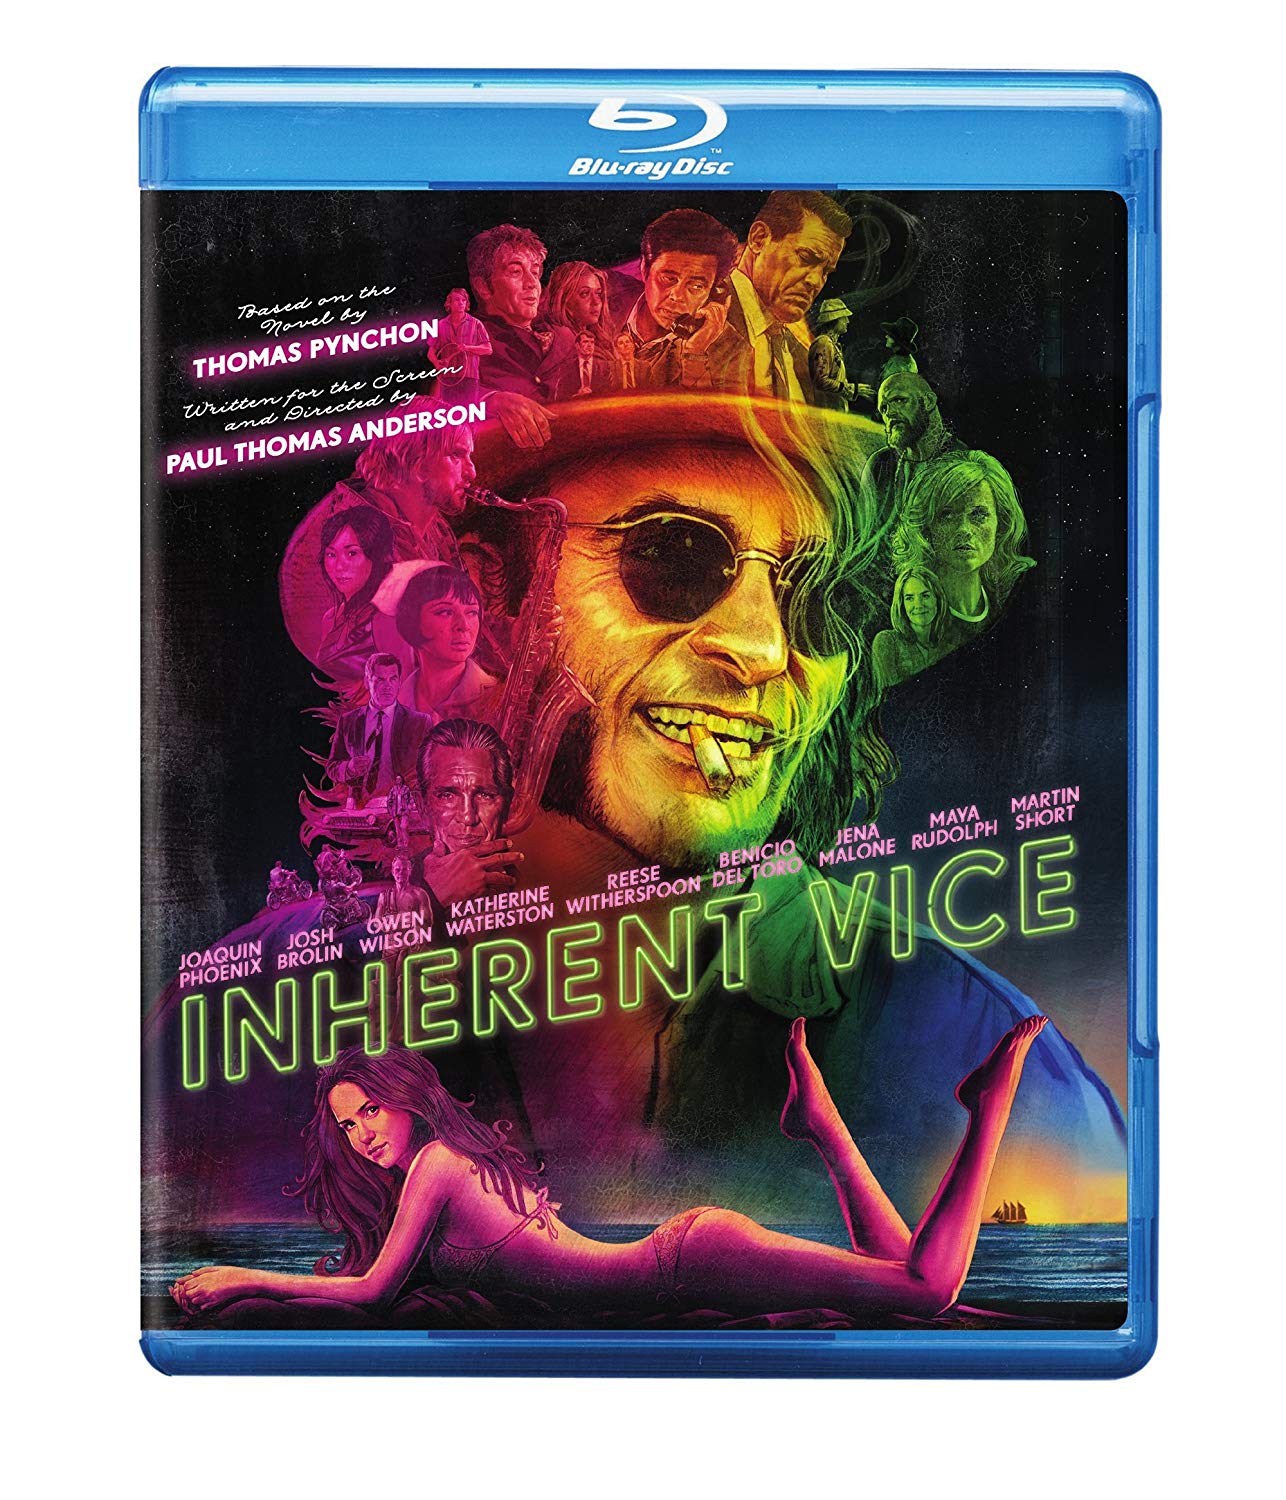 Blu-ray Disc
TM
Based on the
Novel by
THOMAS PYNCHON
Written for the Screen
and Directed by
PAUL THOMAS ANDERSON
JOAQUIN
PHOENIX
JOSH
BROLIN
OWEN
WILSON
KATHERINE
WATERSTON
REESE
WITHERSPOON
BENICIO
DEL TORO
JENA
MALONE
MAYA
RUDOLPH
MARTIN
SHORT
INHERENT VICE